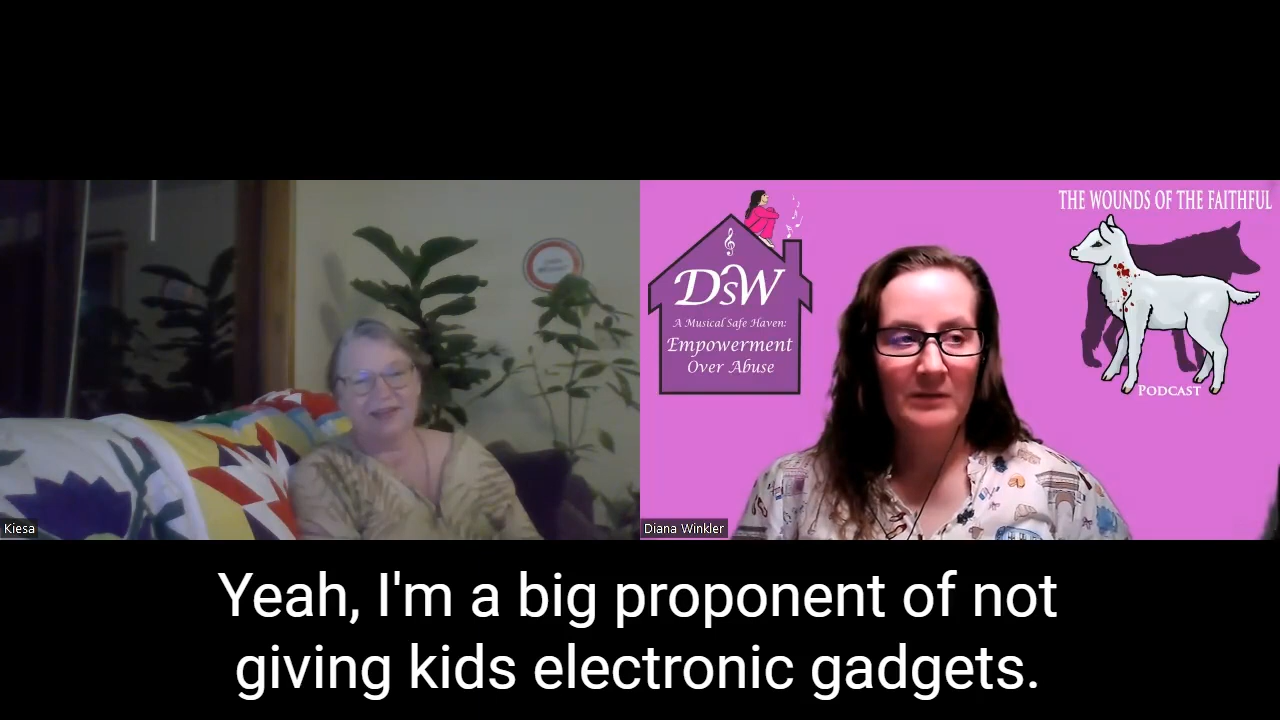 THE WOUNDS OF THE FAITHFUL
DSW
A Musical Safe Haven:
Empowerment
Over Abuse
PODCAST
Kiesa
Diana Winkler
Yeah, I'm a big proponent of not
giving kids electronic gadgets.